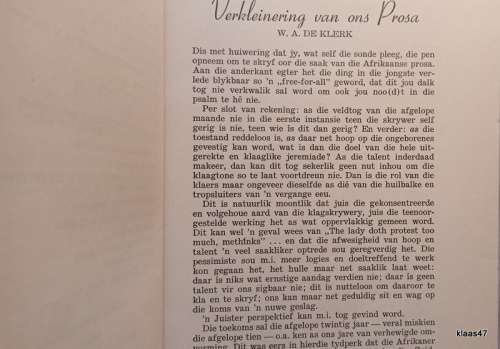 Verkleinering van ons Prosa
W. A. DE KLERK
Dis met huiwering dat jy, wat self die sonde pleeg, die pen
opneem om te skryf oor die saak van die Afrikaanse prosa.
Aan die anderkant egter het die ding in die jongste ver-
lede blykbaar so 'n „free-for-all" geword, dat dit jou dalk
tog nie verkwalik sal word om ook jou noo(d)t in die
psalm te hê nie.
Per slot van rekening: as die veldtog van die afgelope
maande nie in die eerste instansie teen die skrywer self
gerig is nie, teen wie is dit dan gerig? En verder: as die
toestand reddeloos is, as daar net hoop op die ongeborenes
gevestig kan word, wat is dan die doel van die hele uit-
gerekte en klaaglike jeremiade? As die talent inderdaad
makeer, dan kan dit tog sekerlik geen nut inhou om die
klaagtone so te laat voortdreun nie. Dan is die rol van die
klaers maar ongeveer dieselfde as dié van die huilbalke en
tropsluiters van 'n vergange eeu.
Dit is natuurlik moontlik dat juis die gekonsentreerde
en volgehoue aard van die klagskrywery, juis die teenoor-
gestelde werking het as wat oppervlakkig gemeen word.
Dit kan wel 'n geval wees van „The lady doth protest too
much, methinks" . . . en dat die afwesigheid van hoop en
talent 'n veel saakliker optrede sou geregverdig het. Die
pessimiste sou m.i. meer logies en doeltreffend te werk
kon gegaan het, het hulle maar net saaklik laat weet:
daar is niks wat ernstige aandag verdien nie; daar is geen
talent vir ons sigbaar nie; dit is nutteloos om daaroor te
kla en te skryf; ons kan maar net geduldig sit en wag op
die koms van 'n nuwe geslag.
'n Juister perspektief kan m.i. tog gevind word.
Die toekoms sal die afgelope twintig jaar — veral miskien
die afgelope tien — o.a. ken as ons jare van verhewigde om-
vorming. Dit was eers in hierdie tydperk dat die Afrikaner
klaas47